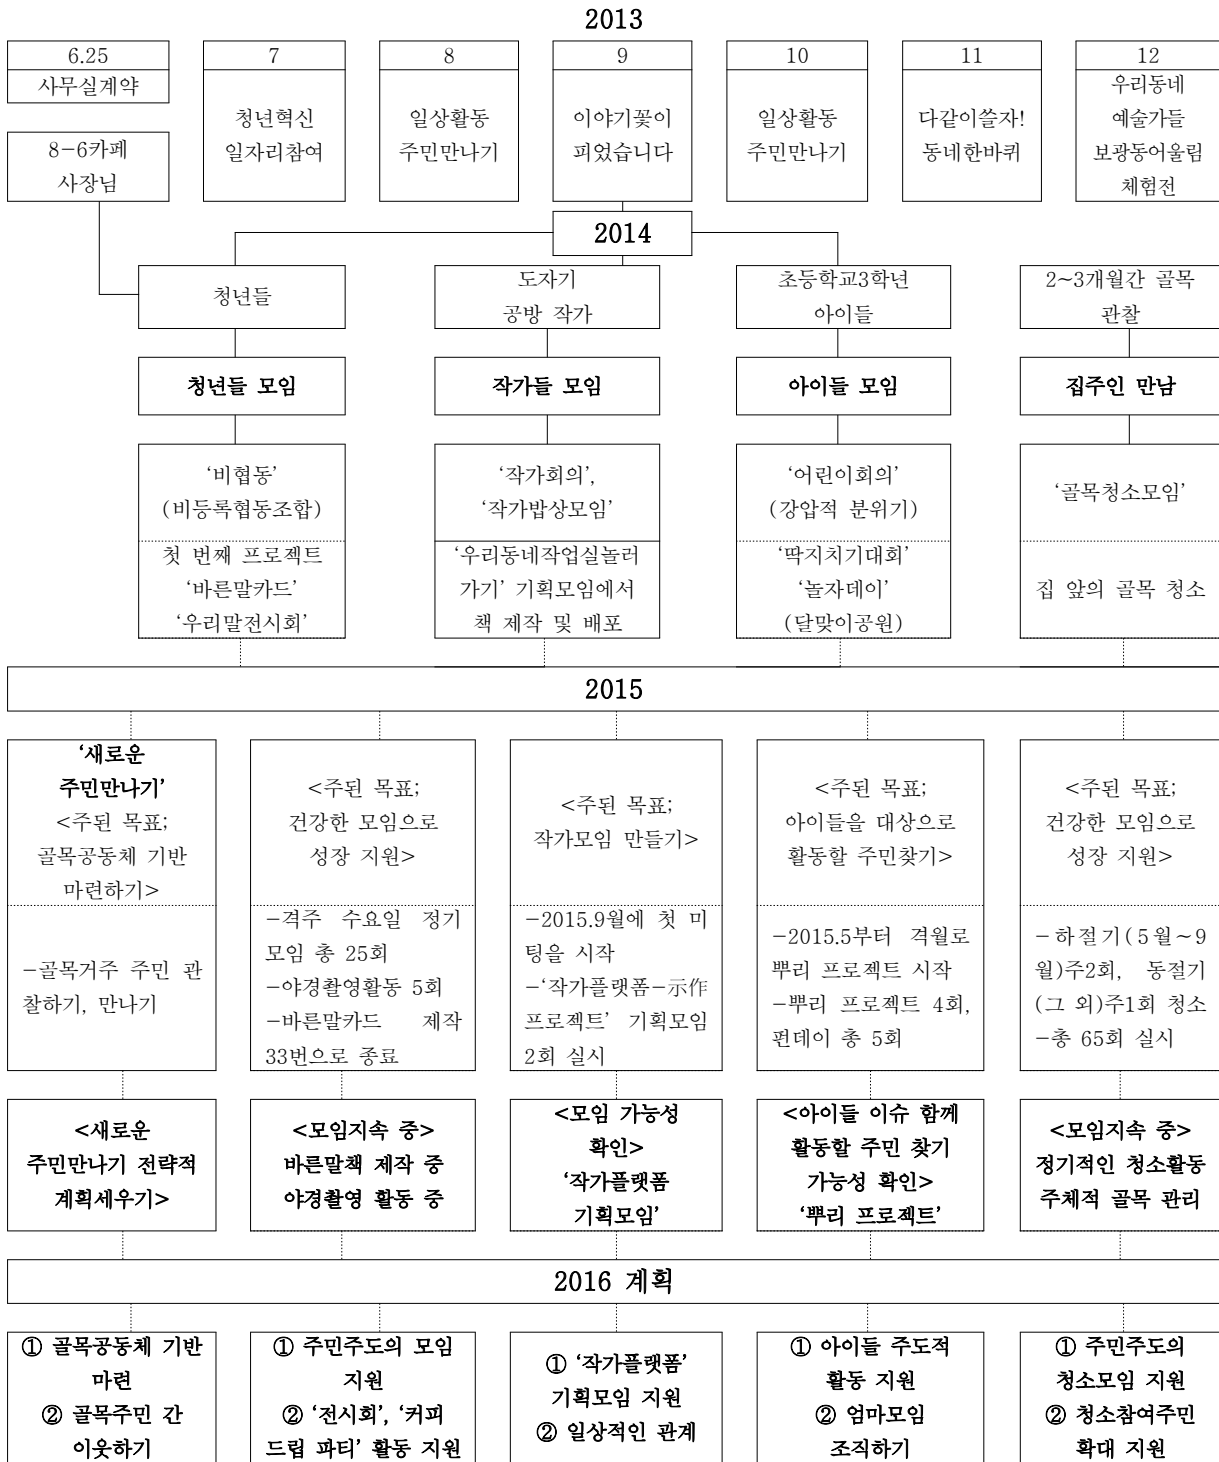 2013
6.25
사무실계약
8-6카페
사장님
7
청년혁신
일자리참여
8
일상활동
주민만나기
9
이야기꽃이
피었습니다
10
일상활동
주민만나기
11
다같이쓸자!
동네한바퀴
12
우리동네
예술가들
보광동어울림
체험전
2014
청년들
도자기
공방 작가
초등학교3학년
아이들
2~3개월간 골목
관찰
청년들 모임
작가들 모임
아이들 모임
집주인 만남
‘비협동’
(비등록협동조합)
첫 번째 프로젝트
‘바른말카드’
‘우리말전시회’
‘작가회의’,
‘작가밥상모임’
‘우리동네작업실놀러
가기’ 기획모임에서
책 제작 및 배포
‘어린이회의’
(강압적 분위기)
‘딱지치기대회’
‘놀자데이’
(달맞이공원)
‘골목청소모임’
집 앞의 골목 청소
2015
‘새로운
주민만나기’
<주된 목표;
골목공동체 기반
마련하기>
-골목거주 주민 관
찰하기, 만나기
<주된 목표;
건강한 모임으로
성장 지원>
-격주 수요일 정기
모임 총 25회
-야경촬영활동 5회
-바른말카드 제작
33번으로 종료
<주된 목표;
작가모임 만들기>
-2015.9월에 첫 미
팅을 시작
-‘작가플랫폼-示作
프로젝트’ 기획모임
2회 실시
<주된 목표;
아이들을 대상으로
활동할 주민찾기>
-2015.5부터 격월로
뿌리 프로젝트 시작
-뿌리 프로젝트 4회,
펀데이 총 5회
<주된 목표;
건강한 모임으로
성장 지원>
-하절기(5월~9
월)주2회, 동절기
(그 외)주1회 청소
-총 65회 실시
<새로운
주민만나기 전략적
계획세우기>
<모임지속 중>
바른말책 제작 중
야경촬영 활동 중
<모임 가능성
확인>
‘작가플랫폼
기획모임’
<아이들 이슈 함께
활동할 주민 찾기
가능성 확인>
‘뿌리 프로젝트’
<모임지속 중>
정기적인 청소활동
주체적 골목 관리
2016 계획
① 골목공동체 기반
마련
② 골목주민 간
이웃하기
① 주민주도의 모임
지원
② ‘전시회’, ‘커피
드립 파티’ 활동 지원
① ‘작가플랫폼’
기획모임 지원
② 일상적인 관계
① 아이들 주도적
활동 지원
② 엄마모임
조직하기
① 주민주도의
청소모임 지원
② 청소참여주민
확대 지원